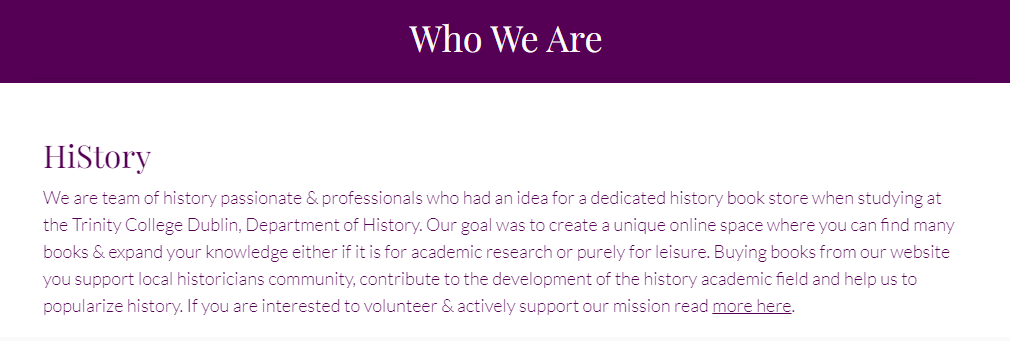 Who We Are
HiStory
We are team of history passionate & professionals who had an idea for a dedicated history book store when studying at
the Trinity College Dublin, Department of History. Our goal was to create a unique online space where you can find many
books & expand your knowledge either if it is for academic research or purely for leisure. Buying books from our website
you support local historicians community, contribute to the development of the history academic field and help us to
popularize history. If you are interested to volunteer & actively support our mission read more here.